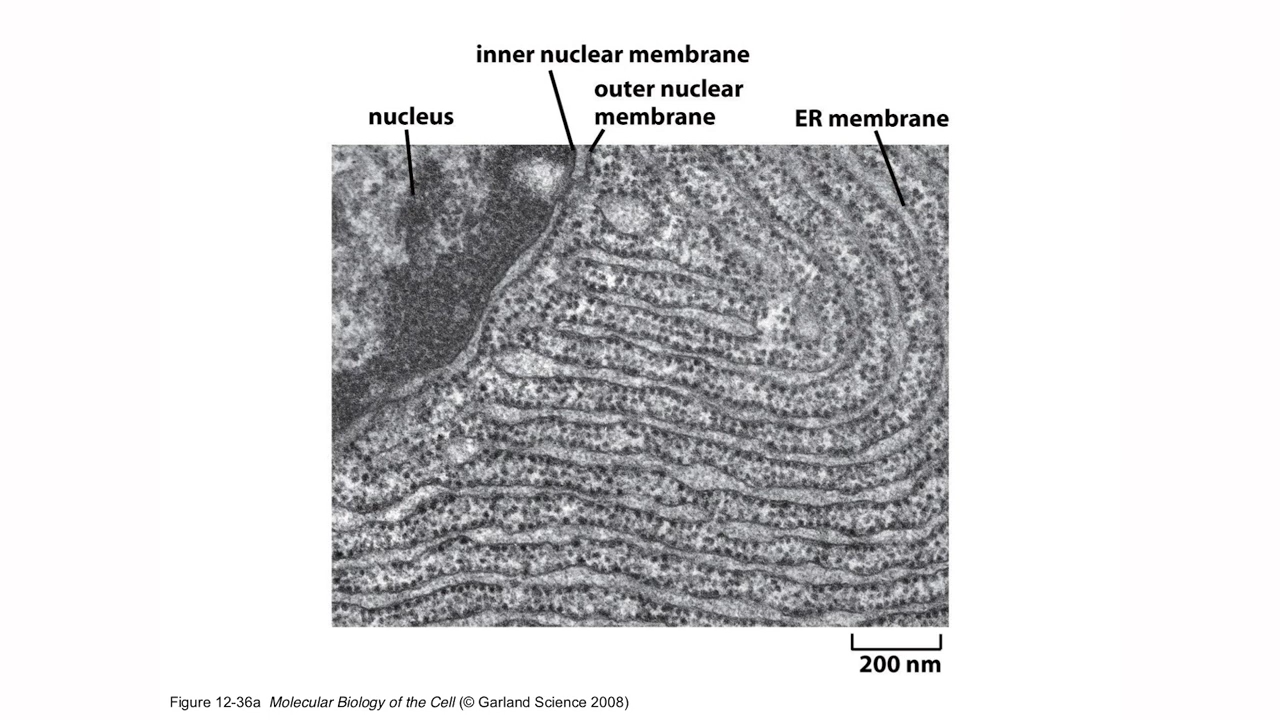 inner nuclear membrane
outer nuclear
membrane
nucleus
ER membrane
200 nm
Figure 12-36a Molecular Biology of the Cell (© Garland Science 2008)